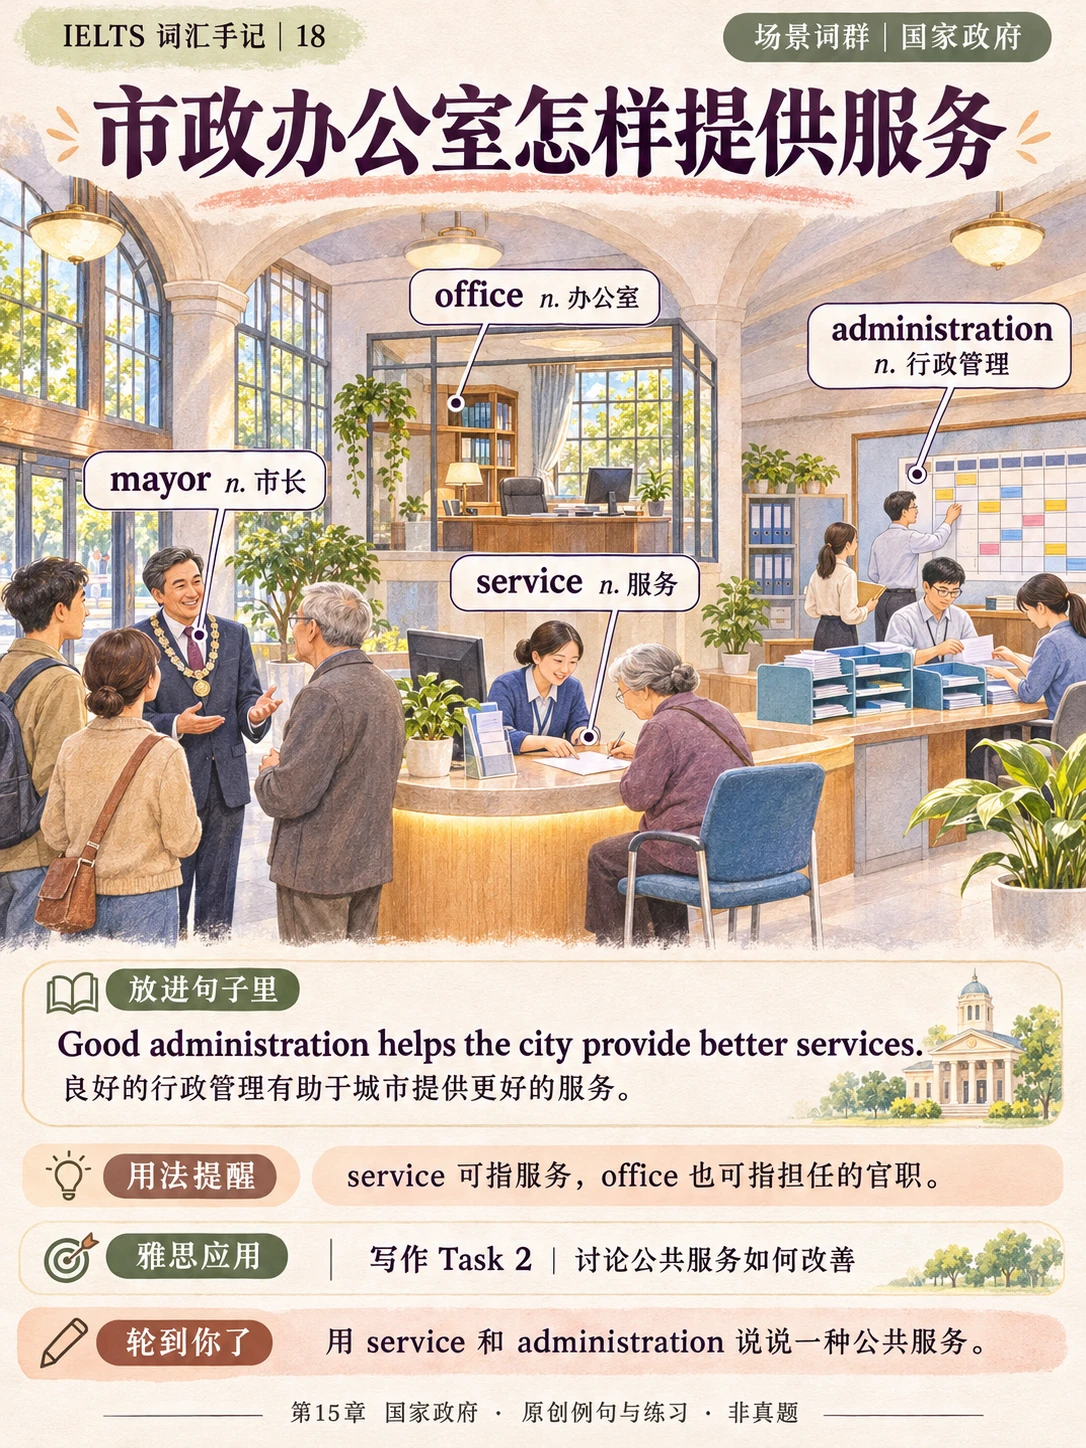 IELTS 词汇手记 | 18
场景词群 | 国家政府
市政办公室怎样提供服务
office n. 办公室
administration
n. 行政管理
mayor n. 市长
service n. 服务
放进句子里
Good administration helps the city provide better services.
良好的行政管理有助于城市提供更好的服务。
用法提醒
service 可指服务，office 也可指担任的官职。
雅思应用
写作 Task 2 | 讨论公共服务如何改善
轮到你了
用 service 和 administration 说说一种公共服务。
第15章 国家政府 · 原创例句与练习 · 非真题